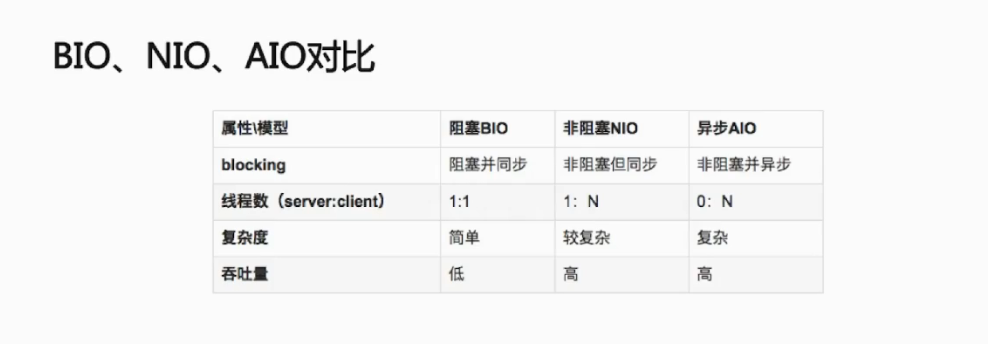 BIO、NIO、AIO对比
属性\模型 阻塞BIO 非阻塞NIO 异步AIO
blocking 阻塞并同步 非阻塞但同步 非阻塞并异步
线程数（server:client） 1:1 1：N 0：N
复杂度 简单 较复杂 复杂
吞吐量 低 高 高